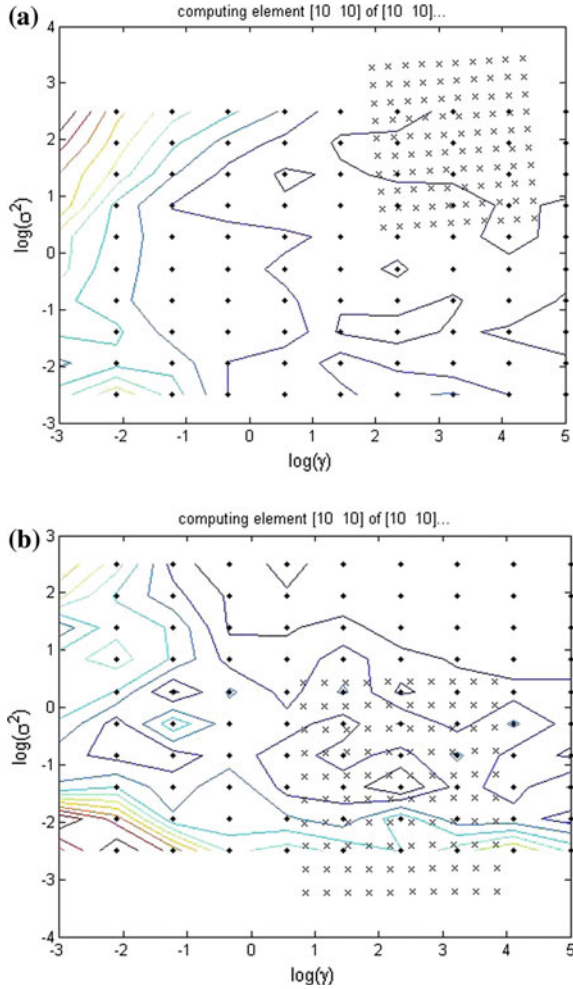 (a)
computing element [10 10] of [10 10]...
4
3
2
1
0
-1
-2
-3
log(σ²)
-3 -2 -1 0 1 2 3 4 5
log(γ)
(b)
computing element [10 10] of [10 10]...
3
2
1
0
-1
-2
-3
-4
log(σ²)
-3 -2 -1 0 1 2 3 4 5
log(γ)